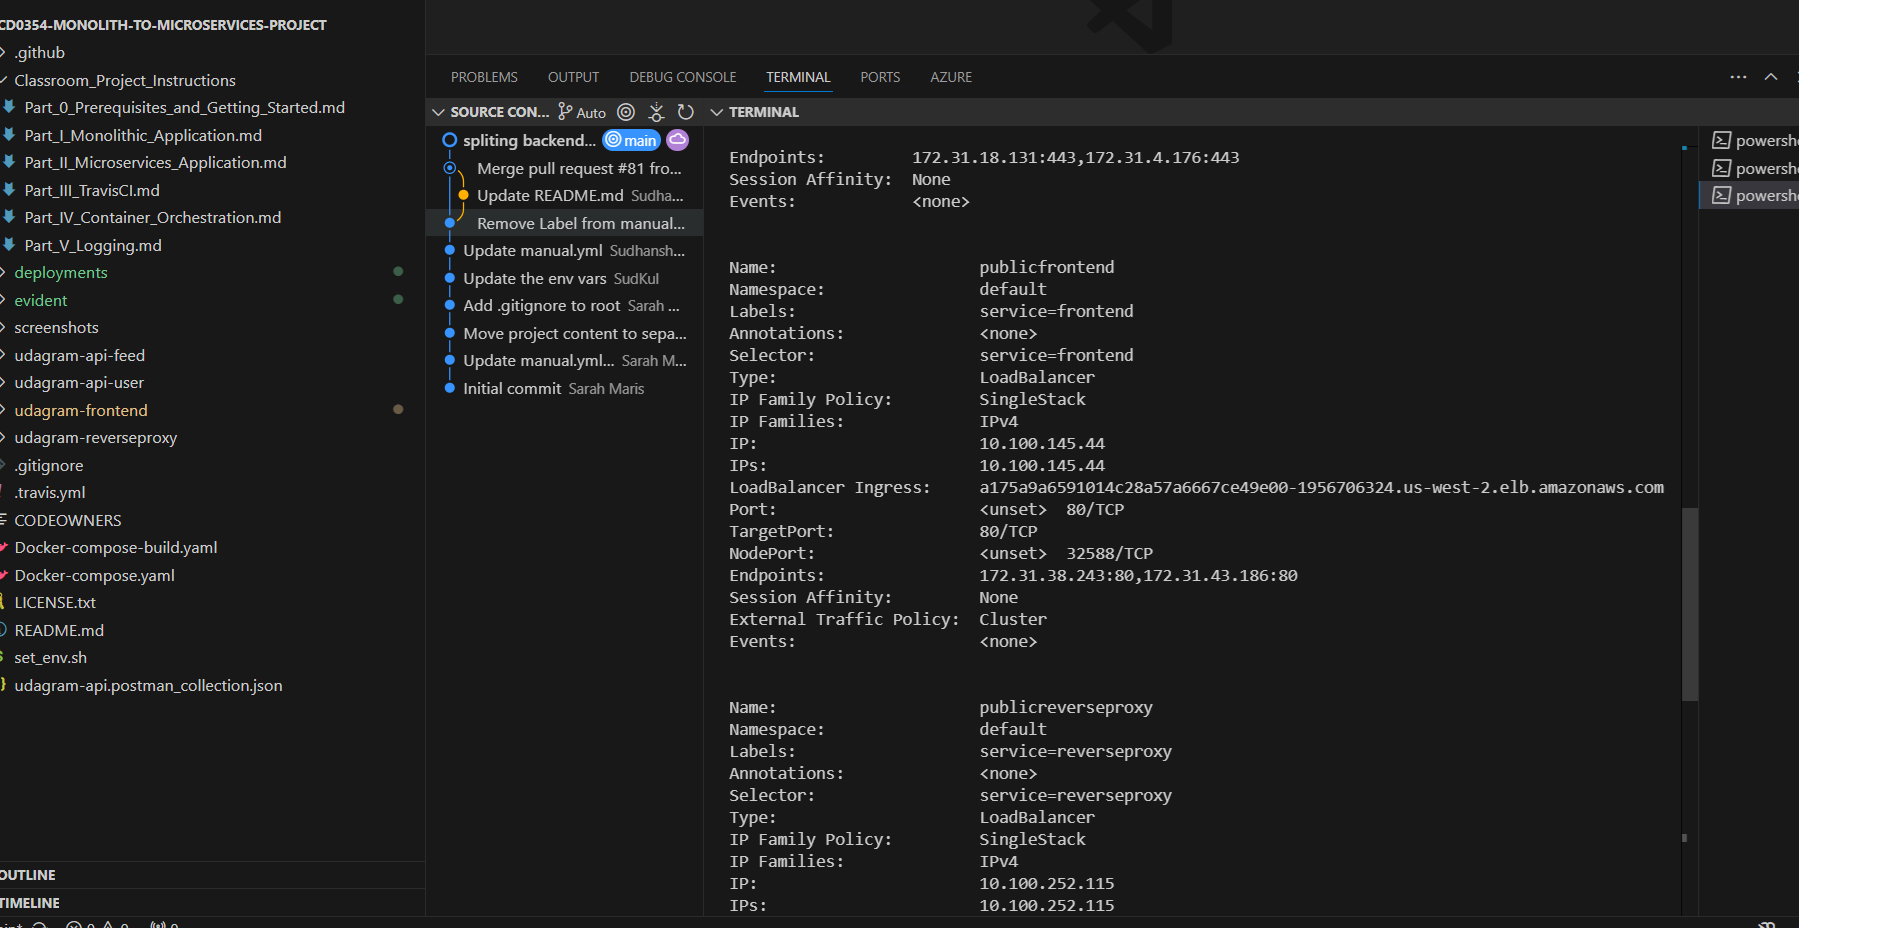 CD0354-MONOLITH-TO-MICROSERVICES-PROJECT
.github
Classroom_Project_Instructions
Part_0_Prerequisites_and_Getting_Started.md
Part_I_Monolithic_Application.md
Part_II_Microservices_Application.md
Part_III_TravisCI.md
Part_IV_Container_Orchestration.md
Part_V_Logging.md
deployments
evident
screenshots
udagram-api-feed
udagram-api-user
udagram-frontend
udagram-reverseproxy
.gitignore
.travis.yml
CODEOWNERS
Docker-compose-build.yaml
Docker-compose.yaml
LICENSE.txt
README.md
set_env.sh
udagram-api.postman_collection.json
OUTLINE
TIMELINE
PROBLEMS OUTPUT DEBUG CONSOLE TERMINAL PORTS AZURE
SOURCE CON... Auto
spliting backend... main
Merge pull request #81 fro...
Update README.md Sudha...
Remove Label from manual...
Update manual.yml Sudhansh...
Update the env vars SudKul
Add .gitignore to root Sarah ...
Move project content to sepa...
Update manual.yml... Sarah M...
Initial commit Sarah Maris
TERMINAL
Endpoints: 172.31.18.131:443,172.31.4.176:443
Session Affinity: None
Events: <none>
Name: publicfrontend
Namespace: default
Labels: service=frontend
Annotations: <none>
Selector: service=frontend
Type: LoadBalancer
IP Family Policy: SingleStack
IP Families: IPv4
IP: 10.100.145.44
IPs: 10.100.145.44
LoadBalancer Ingress: a175a9a6591014c28a57a6667ce49e00-1956706324.us-west-2.elb.amazonaws.com
Port: <unset> 80/TCP
TargetPort: 80/TCP
NodePort: <unset> 32588/TCP
Endpoints: 172.31.38.243:80,172.31.43.186:80
Session Affinity: None
External Traffic Policy: Cluster
Events: <none>
Name: publicreverseproxy
Namespace: default
Labels: service=reverseproxy
Annotations: <none>
Selector: service=reverseproxy
Type: LoadBalancer
IP Family Policy: SingleStack
IP Families: IPv4
IP: 10.100.252.115
IPs: 10.100.252.115
powersh
powersh
powersh